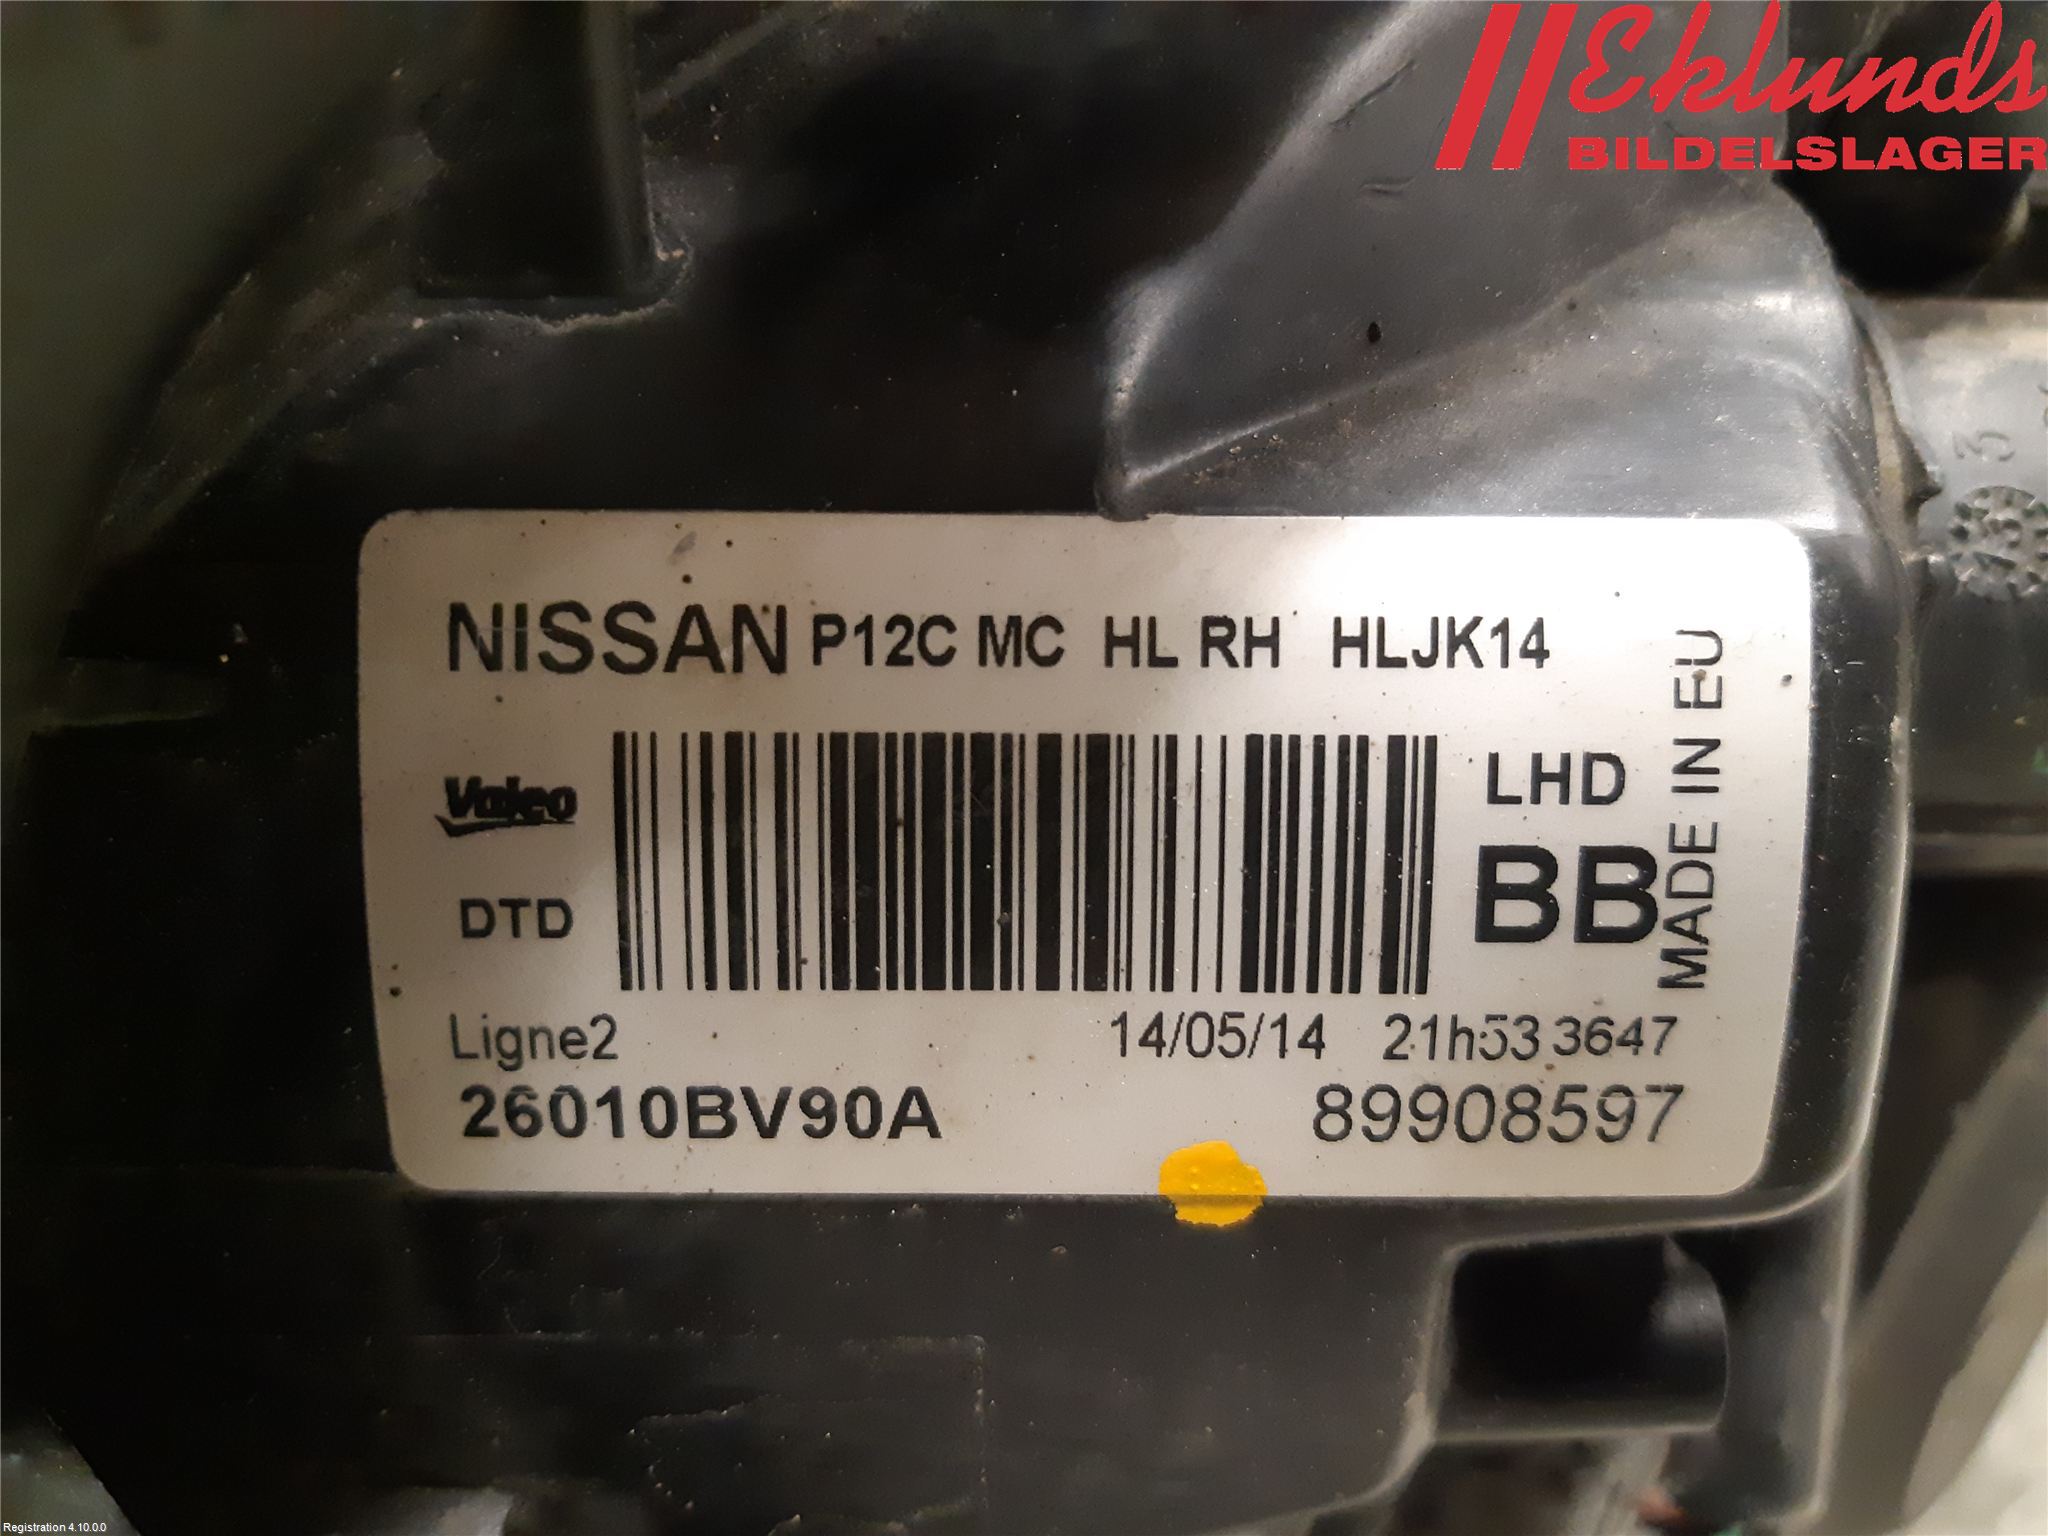 Eklunds
BILDELSLAGER
NISSAN P12C MC HL RH HLJK14
Valeo
LHD
DTD
BB
MADE IN EU
Ligne2 14/05/14 21h53 3647
26010BV90A 89908597
Registration 4.10.0.0